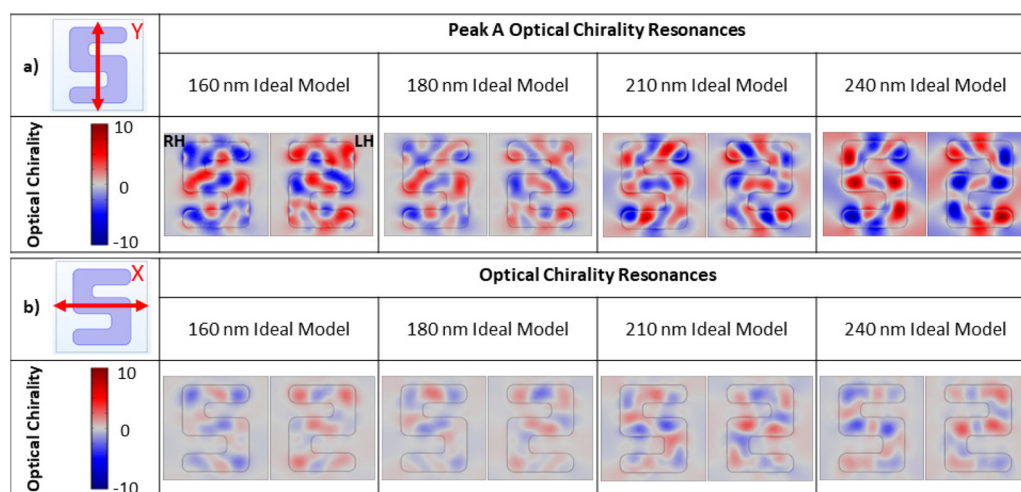 a)
Y
Peak A Optical Chirality Resonances
160 nm Ideal Model
180 nm Ideal Model
210 nm Ideal Model
240 nm Ideal Model
Optical Chirality
10
0
-10
RH
LH
b)
X
Optical Chirality Resonances
160 nm Ideal Model
180 nm Ideal Model
210 nm Ideal Model
240 nm Ideal Model
Optical Chirality
10
0
-10